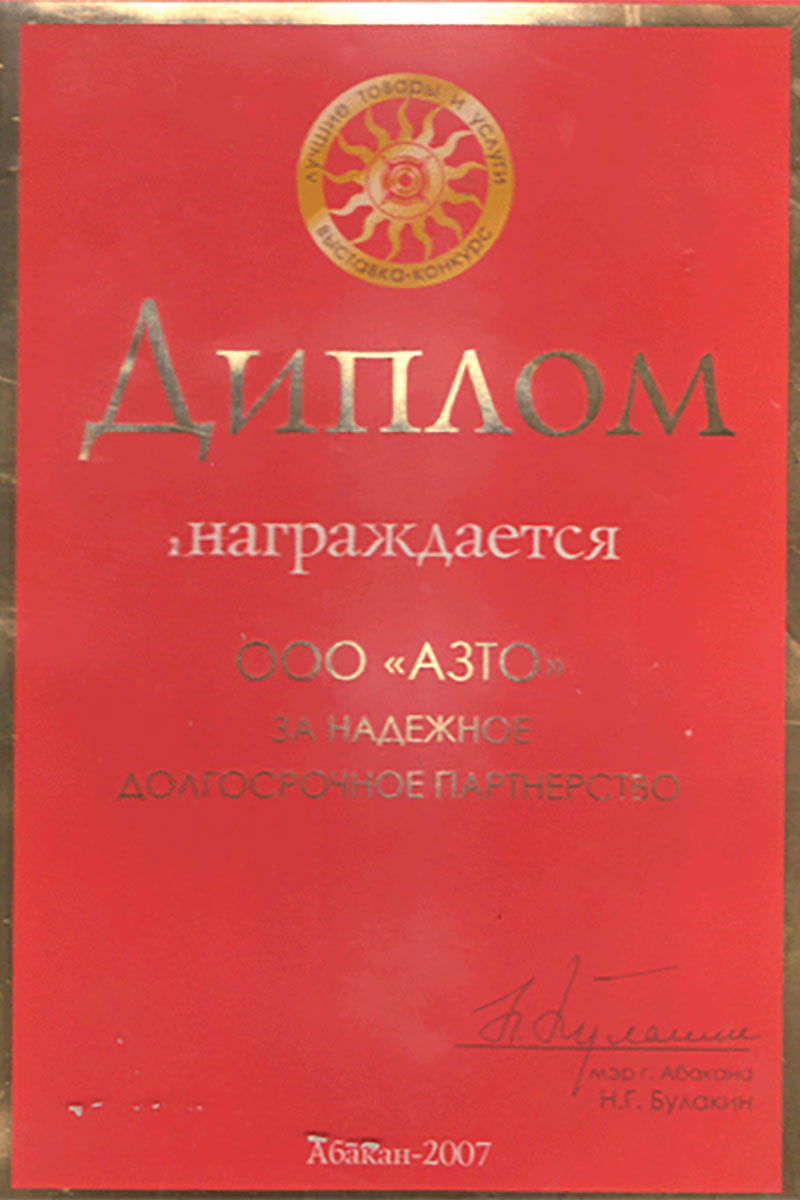 лучшие товары и услуги
выставка-конкурс
Диплом
награждается
ООО «АЗТО»
ЗА НАДЕЖНОЕ
ДОЛГОСРОЧНОЕ ПАРТНЕРСТВО
мэр г. Абакана
Н.Г. Булакин
Абакан-2007